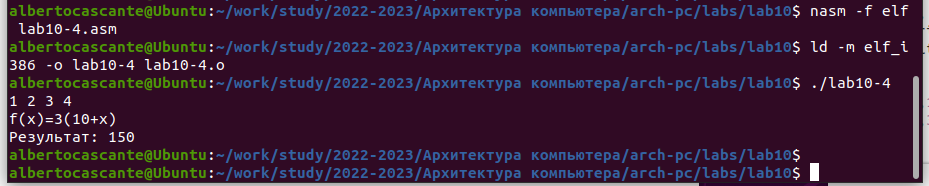 albertocascante@Ubuntu:~/work/study/2022-2023/Архитектура компьютера/arch-pc/labs/lab10$ nasm -f elf
 lab10-4.asm
albertocascante@Ubuntu:~/work/study/2022-2023/Архитектура компьютера/arch-pc/labs/lab10$ ld -m elf_i
386 -o lab10-4 lab10-4.o
albertocascante@Ubuntu:~/work/study/2022-2023/Архитектура компьютера/arch-pc/labs/lab10$ ./lab10-4
1 2 3 4
f(x)=3(10+x)
Результат: 150
albertocascante@Ubuntu:~/work/study/2022-2023/Архитектура компьютера/arch-pc/labs/lab10$
albertocascante@Ubuntu:~/work/study/2022-2023/Архитектура компьютера/arch-pc/labs/lab10$